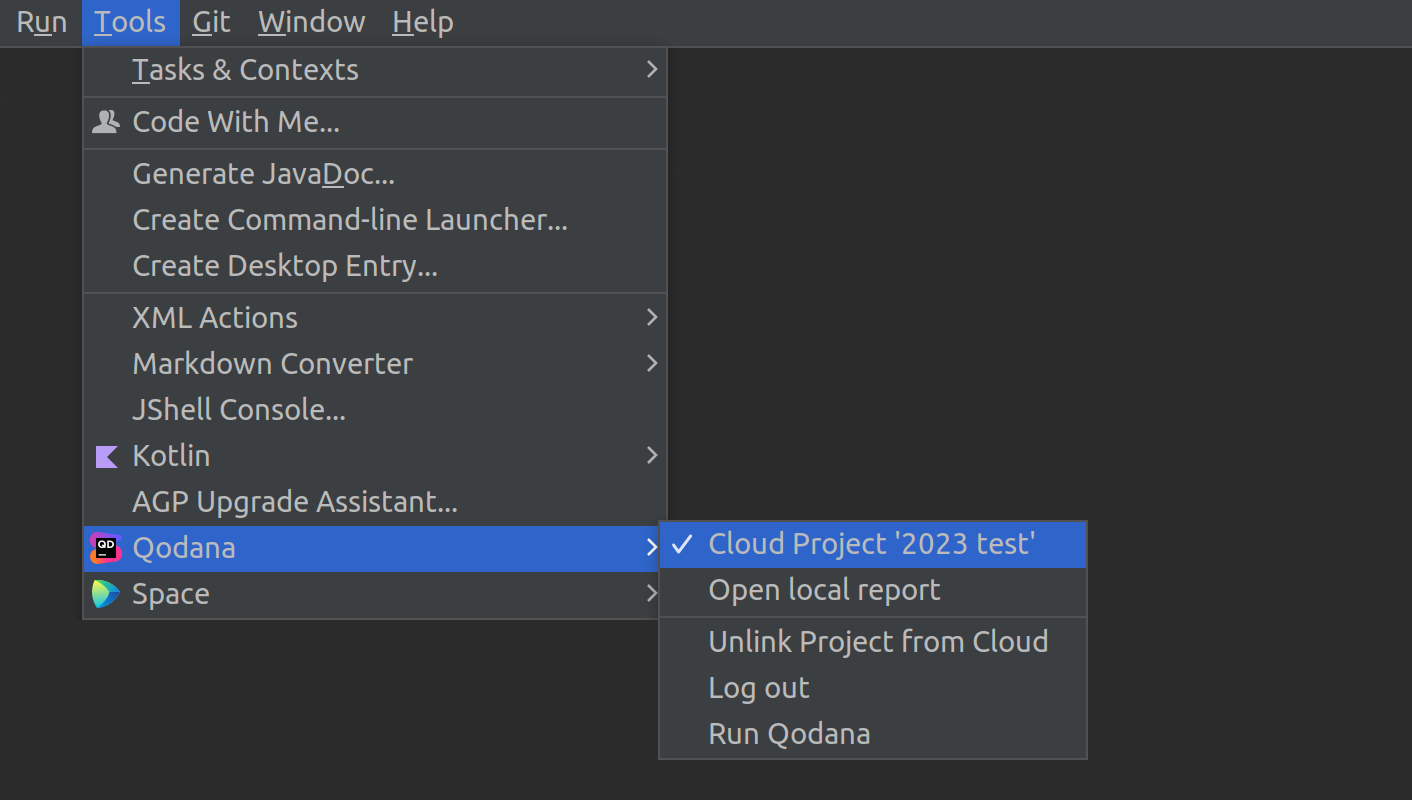 Run Tools Git Window Help
Tasks & Contexts
Code With Me...
Generate JavaDoc...
Create Command-line Launcher...
Create Desktop Entry...
XML Actions
Markdown Converter
JShell Console...
Kotlin
AGP Upgrade Assistant...
QD Qodana
Space
Cloud Project '2023 test'
Open local report
Unlink Project from Cloud
Log out
Run Qodana